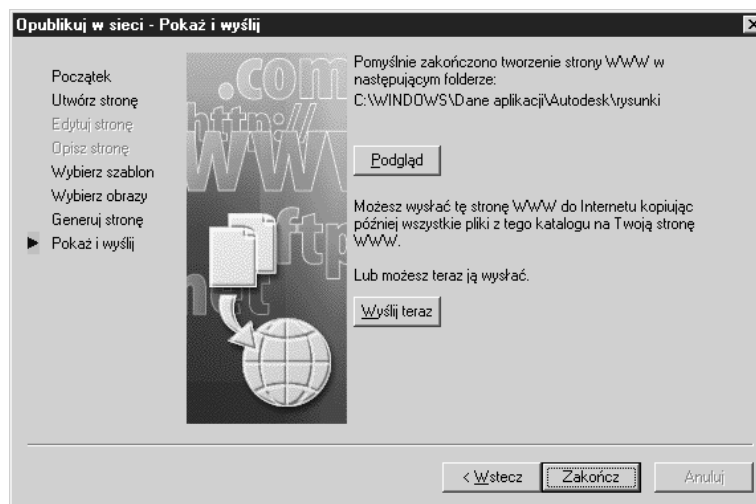 Opublikuj w sieci - Pokaż i wyślij
Początek
Utwórz stronę
Edytuj stronę
Opisz stronę
Wybierz szablon
Wybierz obrazy
Generuj stronę
Pokaż i wyślij
.com
http://
WWW
ftp
net
Pomyślnie zakończono tworzenie strony WWW w
następującym folderze:
C:\WINDOWS\Dane aplikacji\Autodesk\rysunki
Podgląd
Możesz wysłać tę stronę WWW do Internetu kopiując
później wszystkie pliki z tego katalogu na Twoją stronę
WWW.
Lub możesz teraz ją wysłać.
Wyślij teraz
< Wstecz
Zakończ
Anuluj